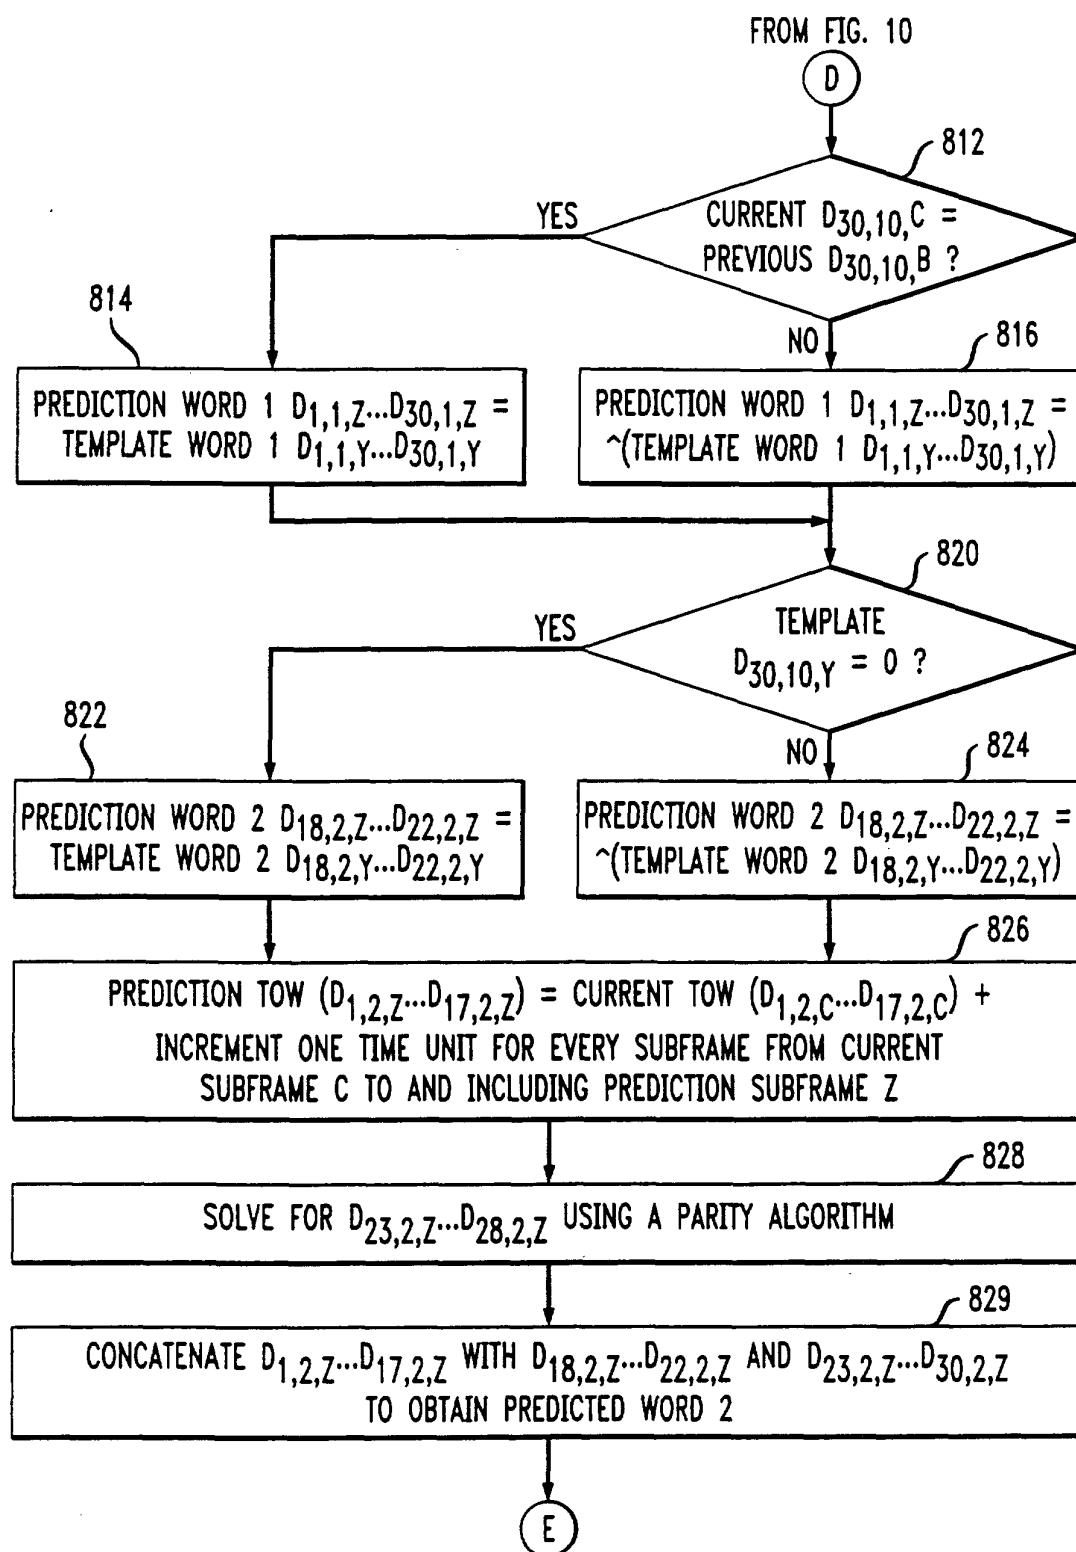 FROM FIG. 10
D
812
CURRENT D30,10,C =
PREVIOUS D30,10,B ?
YES
NO
814
PREDICTION WORD 1 D1,1,Z...D30,1,Z =
TEMPLATE WORD 1 D1,1,Y...D30,1,Y
816
PREDICTION WORD 1 D1,1,Z...D30,1,Z =
^(TEMPLATE WORD 1 D1,1,Y...D30,1,Y)
820
TEMPLATE
D30,10,Y = 0 ?
YES
NO
822
PREDICTION WORD 2 D18,2,Z...D22,2,Z =
TEMPLATE WORD 2 D18,2,Y...D22,2,Y
824
PREDICTION WORD 2 D18,2,Z...D22,2,Z =
^(TEMPLATE WORD 2 D18,2,Y...D22,2,Y)
826
PREDICTION TOW (D1,2,Z...D17,2,Z) = CURRENT TOW (D1,2,C...D17,2,C) +
INCREMENT ONE TIME UNIT FOR EVERY SUBFRAME FROM CURRENT
SUBFRAME C TO AND INCLUDING PREDICTION SUBFRAME Z
828
SOLVE FOR D23,2,Z...D28,2,Z USING A PARITY ALGORITHM
829
CONCATENATE D1,2,Z...D17,2,Z WITH D18,2,Z...D22,2,Z AND D23,2,Z...D30,2,Z
TO OBTAIN PREDICTED WORD 2
E